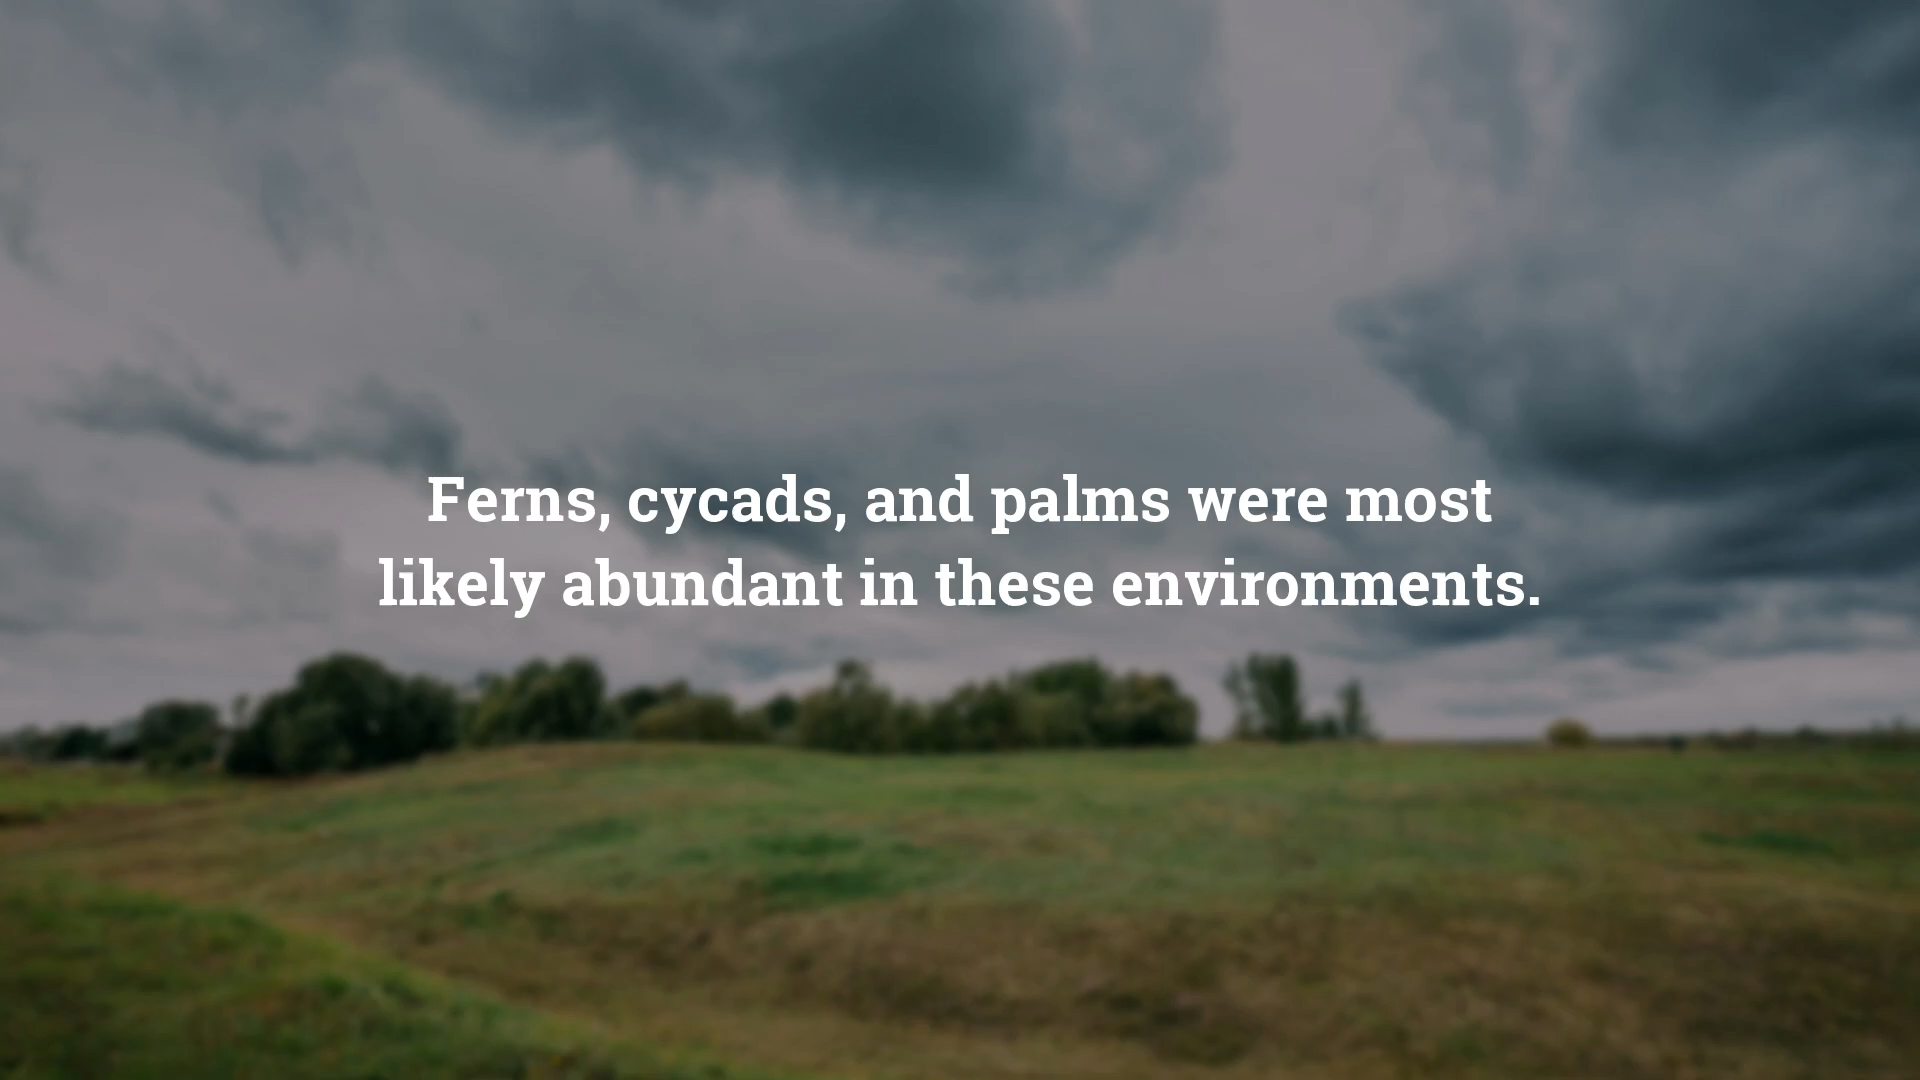 Ferns, cycads, and palms were most
likely abundant in these environments.